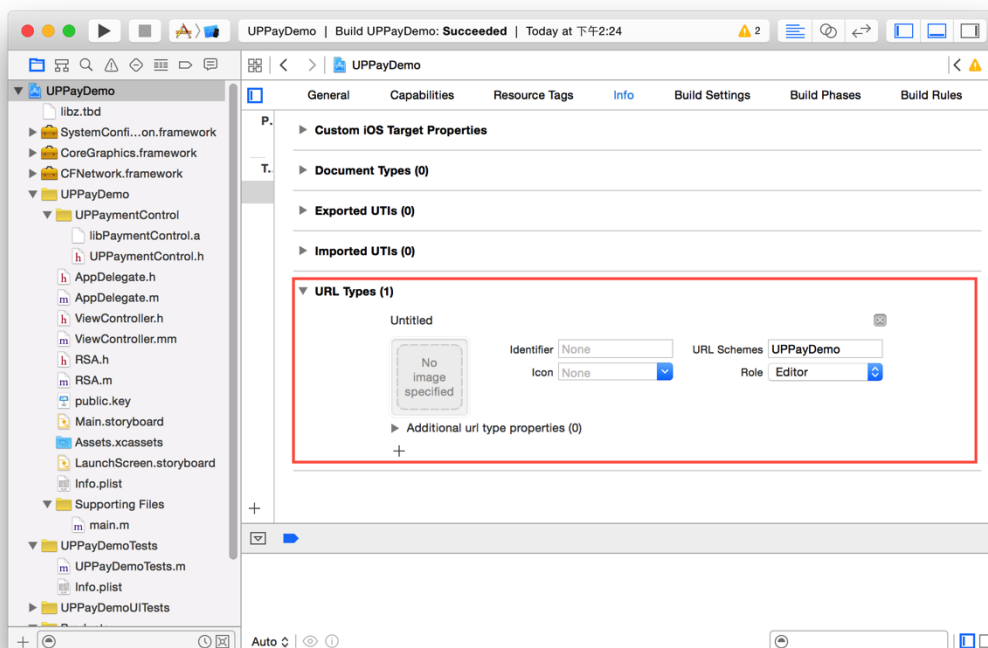 UPPayDemo | Build UPPayDemo: Succeeded | Today at 下午2:24
2
UPPayDemo
UPPayDemo
libz.tbd
SystemConfi...on.framework
CoreGraphics.framework
CFNetwork.framework
UPPayDemo
UPPaymentControl
libPaymentControl.a
UPPaymentControl.h
AppDelegate.h
AppDelegate.m
ViewController.h
ViewController.mm
RSA.h
RSA.m
public.key
Main.storyboard
Assets.xcassets
LaunchScreen.storyboard
Info.plist
Supporting Files
main.m
UPPayDemoTests
UPPayDemoTests.m
Info.plist
UPPayDemoUITests
General Capabilities Resource Tags Info Build Settings Build Phases Build Rules
P.
T..
Custom iOS Target Properties
Document Types (0)
Exported UTIs (0)
Imported UTIs (0)
URL Types (1)
Untitled
No
image
specified
Identifier None URL Schemes UPPayDemo
Icon None Role Editor
Additional url type properties (0)
Auto